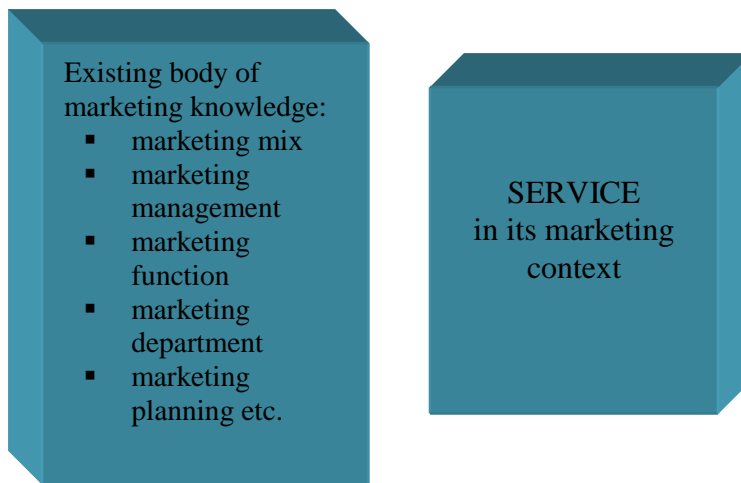 Existing body of
marketing knowledge:
▪ marketing mix
▪ marketing
management
▪ marketing
function
▪ marketing
department
▪ marketing
planning etc.
SERVICE
in its marketing
context